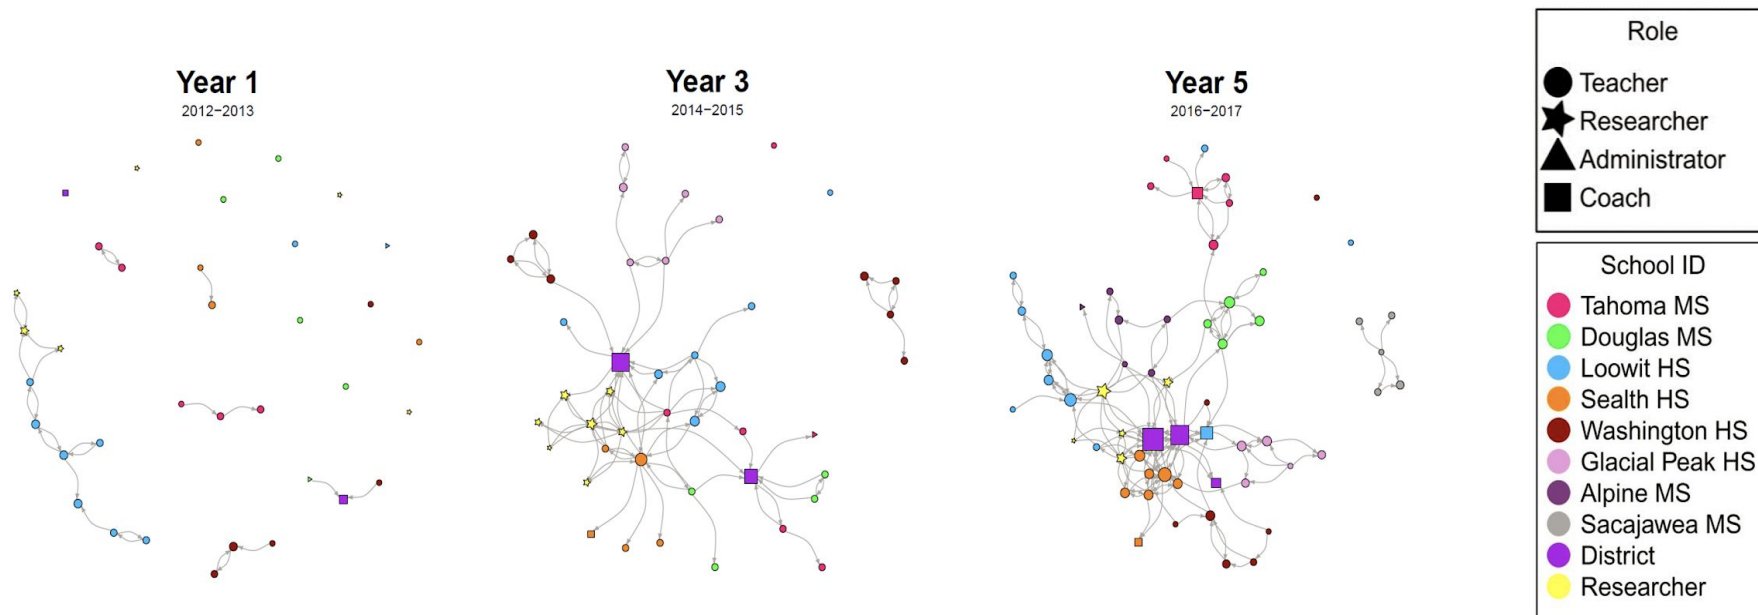 Year 1
2012−2013
Year 3
2014−2015
Year 5
2016−2017
Role
Teacher
Researcher
Administrator
Coach
School ID
Tahoma MS
Douglas MS
Loowit HS
Sealth HS
Washington HS
Glacial Peak HS
Alpine MS
Sacajawea MS
District
Researcher